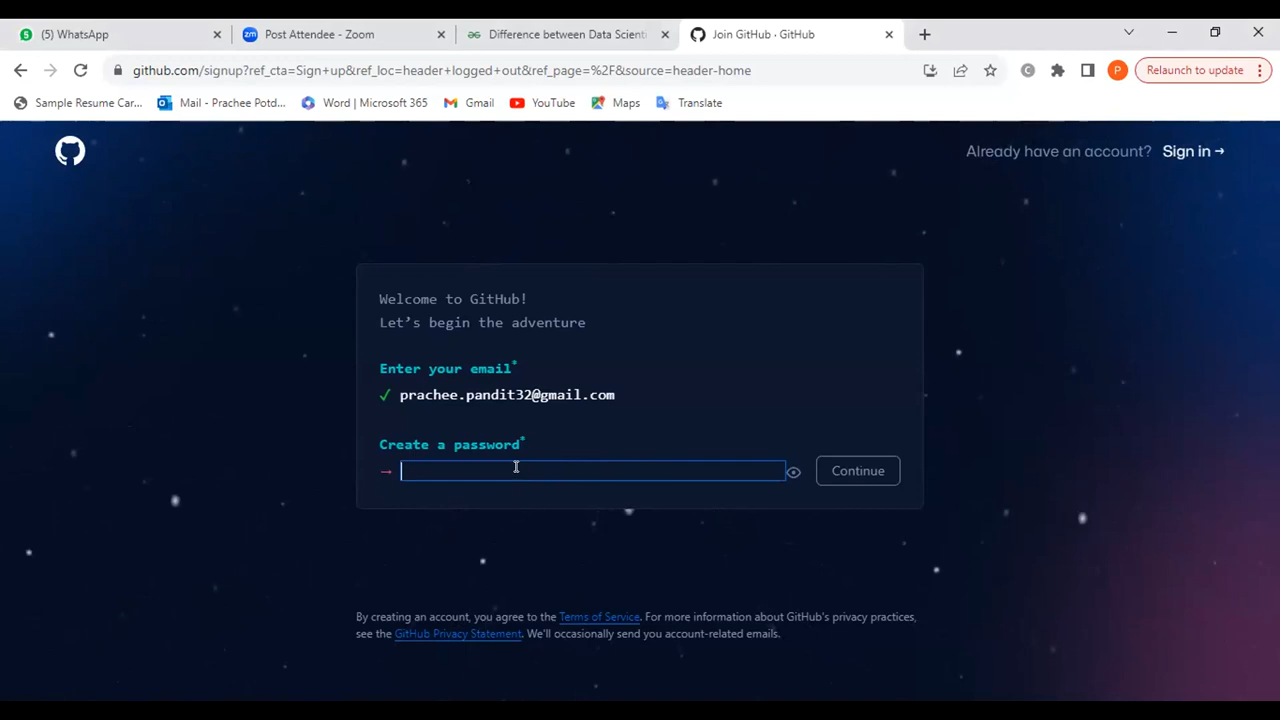 (5) WhatsApp
Post Attendee - Zoom
Difference between Data Scienti
Join GitHub · GitHub
github.com/signup?ref_cta=Sign+up&ref_loc=header+logged+out&ref_page=%2F&source=header-home
P
Relaunch to update
Sample Resume Car...
Mail - Prachee Potd...
Word | Microsoft 365
Gmail
YouTube
Maps
Translate
Already have an account? Sign in →
Welcome to GitHub!
Let's begin the adventure
Enter your email*
✓ prachee.pandit32@gmail.com
Create a password*
→
Continue
By creating an account, you agree to the Terms of Service. For more information about GitHub's privacy practices,
see the GitHub Privacy Statement. We'll occasionally send you account-related emails.